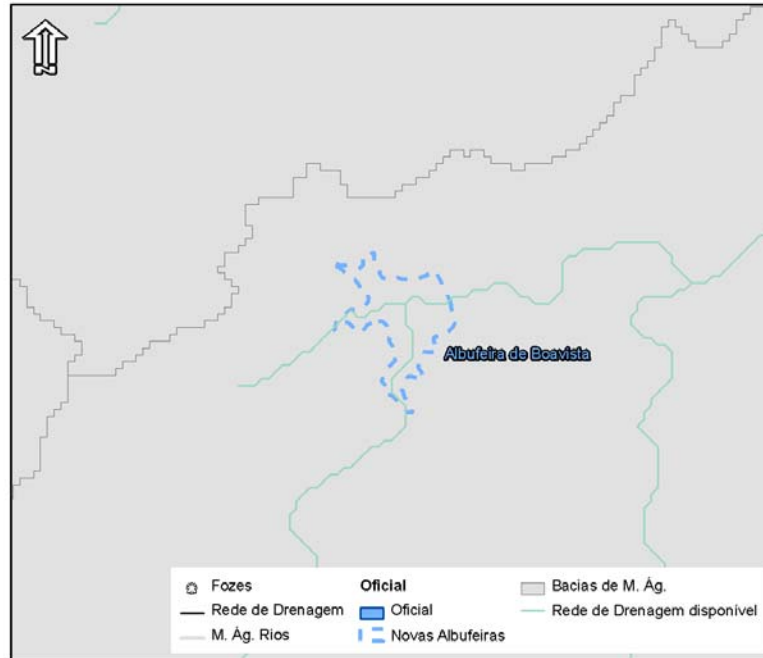 N
Albufeira de Boavista
Fozes
Oficial
Bacias de M. Ág.
Rede de Drenagem
Oficial
Rede de Drenagem disponível
M. Ág. Rios
Novas Albufeiras